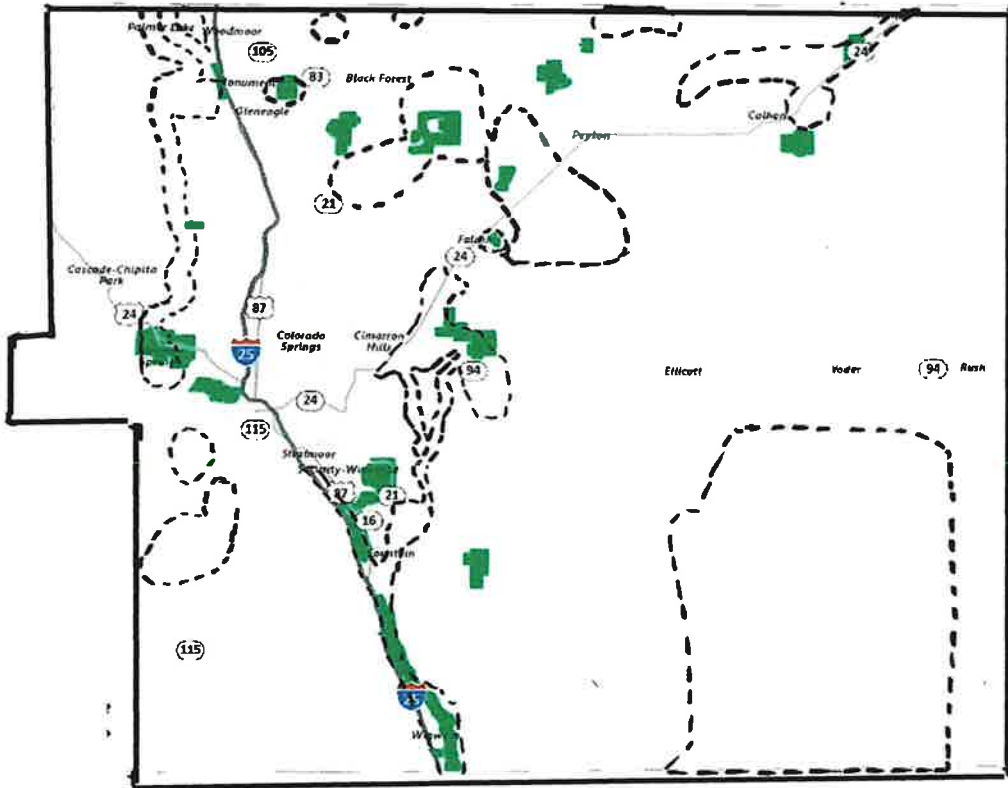 Palmer Lake
Woodmoor
105
Monument
83
Black Forest
Gleneagle
24
Calhan
Peyton
21
Falcon
24
Cascade-Chipita
Park
24
87
25
Colorado
Springs
Cimarron
Hills
94
Ellicott
Yoder
94
Rush
24
115
Stratmoor
87
21
16
Fountain
115